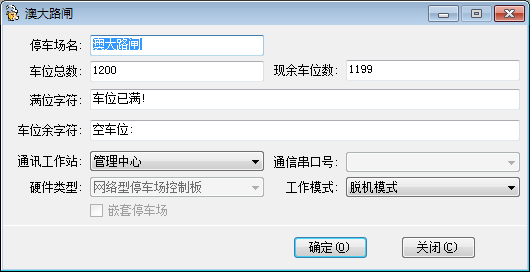 澳大路闸
停车场名: 澳大路闸
车位总数: 1200 现余车位数: 1199
满位字符: 车位已满!
车位余字符: 空车位:
通讯工作站: 管理中心 通信串口号:
硬件类型: 网络型停车场控制板 工作模式: 脱机模式
嵌套停车场
确定(O) 关闭(C)